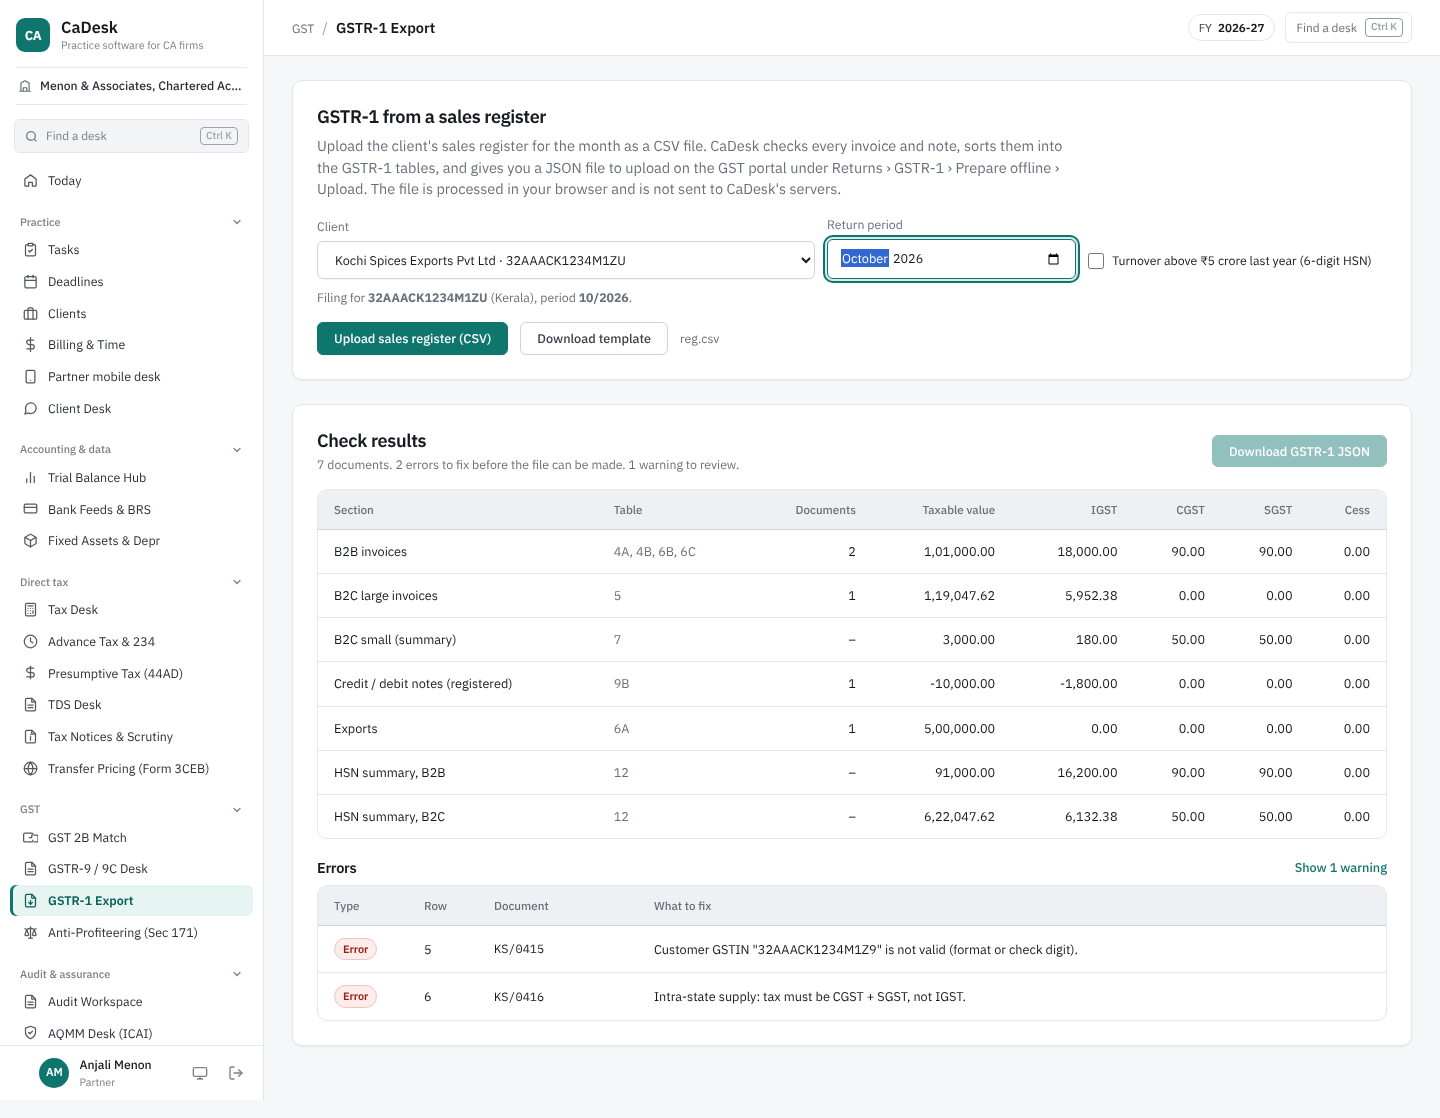 CA
CaDesk
Practice software for CA firms
Menon & Associates, Chartered Ac...
Find a desk Ctrl K
Today
Practice
Tasks
Deadlines
Clients
Billing & Time
Partner mobile desk
Client Desk
Accounting & data
Trial Balance Hub
Bank Feeds & BRS
Fixed Assets & Depr
Direct tax
Tax Desk
Advance Tax & 234
Presumptive Tax (44AD)
TDS Desk
Tax Notices & Scrutiny
Transfer Pricing (Form 3CEB)
GST
GST 2B Match
GSTR-9 / 9C Desk
GSTR-1 Export
Anti-Profiteering (Sec 171)
Audit & assurance
Audit Workspace
AQMM Desk (ICAI)
AM
Anjali Menon
Partner
GST / GSTR-1 Export
FY 2026-27
Find a desk Ctrl K
GSTR-1 from a sales register
Upload the client's sales register for the month as a CSV file. CaDesk checks every invoice and note, sorts them into
the GSTR-1 tables, and gives you a JSON file to upload on the GST portal under Returns › GSTR-1 › Prepare offline ›
Upload. The file is processed in your browser and is not sent to CaDesk's servers.
Client
Return period
Kochi Spices Exports Pvt Ltd · 32AAACK1234M1ZU
October 2026
Turnover above ₹5 crore last year (6-digit HSN)
Filing for 32AAACK1234M1ZU (Kerala), period 10/2026.
Upload sales register (CSV) Download template reg.csv
Check results
7 documents. 2 errors to fix before the file can be made. 1 warning to review.
Download GSTR-1 JSON
Section Table Documents Taxable value IGST CGST SGST Cess
B2B invoices 4A, 4B, 6B, 6C 2 1,01,000.00 18,000.00 90.00 90.00 0.00
B2C large invoices 5 1 1,19,047.62 5,952.38 0.00 0.00 0.00
B2C small (summary) 7 – 3,000.00 180.00 50.00 50.00 0.00
Credit / debit notes (registered) 9B 1 -10,000.00 -1,800.00 0.00 0.00 0.00
Exports 6A 1 5,00,000.00 0.00 0.00 0.00 0.00
HSN summary, B2B 12 – 91,000.00 16,200.00 90.00 90.00 0.00
HSN summary, B2C 12 – 6,22,047.62 6,132.38 50.00 50.00 0.00
Errors
Show 1 warning
Type Row Document What to fix
Error 5 KS/0415 Customer GSTIN "32AAACK1234M1Z9" is not valid (format or check digit).
Error 6 KS/0416 Intra-state supply: tax must be CGST + SGST, not IGST.